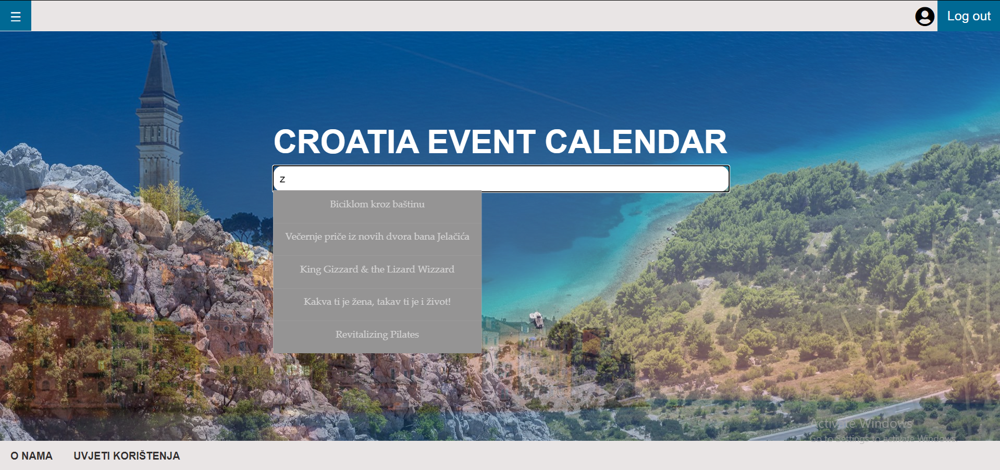 ☰
Log out
CROATIA EVENT CALENDAR
z
Biciklom kroz baštinu
Večernje priče iz novih dvora bana Jelačića
King Gizzard & the Lizard Wizzard
Kakva ti je žena, takav ti je i život!
Revitalizing Pilates
Activate Windows
Go to Settings to activate Windows.
O NAMA
UVJETI KORIŠTENJA